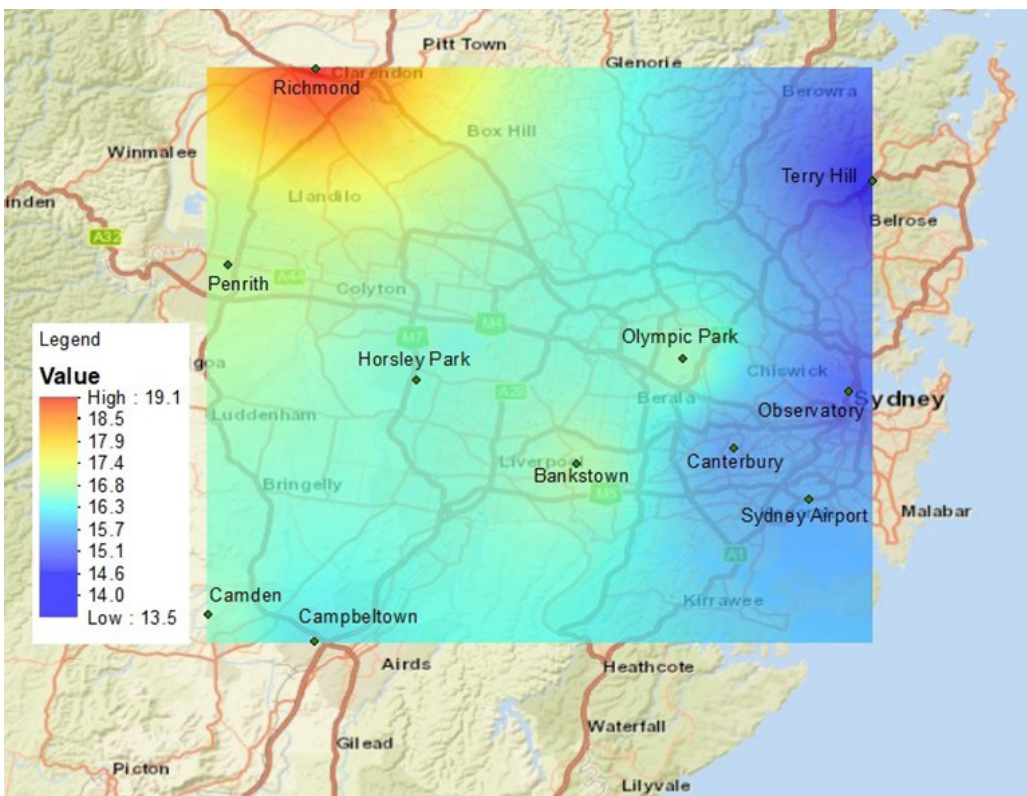 Pitt Town
Glenorie
Clarendon
Richmond
Berowra
Box Hill
Winmalee
Terry Hill
Llandilo
inden
Belrose
A32
Penrith
A44
Colyton
M7
M4
Olympic Park
Legend
Horsley Park
goa
Chiswick
Value
High : 19.1
18.5
17.9
17.4
16.8
16.3
15.7
15.1
14.6
14.0
Low : 13.5
A28
Berala
Sydney
Observatory
Luddenham
Liverpool
Canterbury
Bankstown
Bringelly
M5
Sydney Airport
Malabar
A1
Camden
Kirrawee
Campbeltown
Airds
Heathcote
Waterfall
Gilead
Picton
Lilyvale